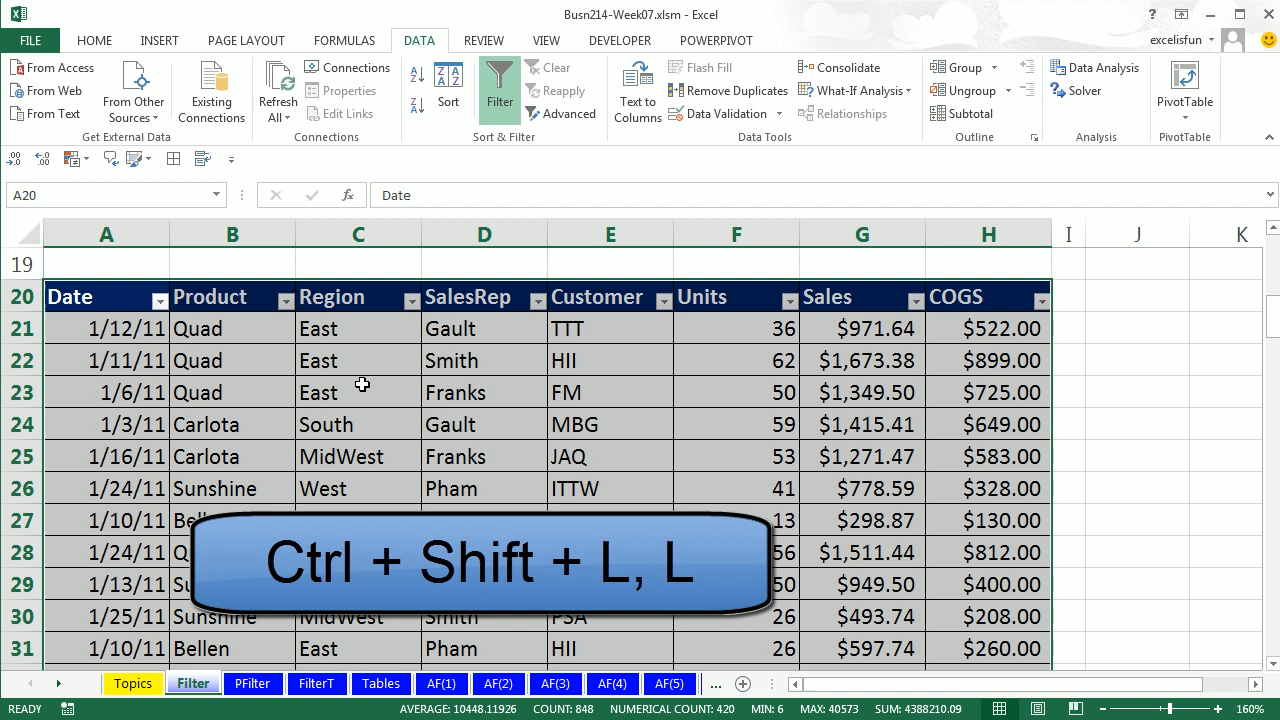 Busn214-Week07.xlsm - Excel
FILE HOME INSERT PAGE LAYOUT FORMULAS DATA REVIEW VIEW DEVELOPER POWERPIVOT excelisfun
From Access
From Web
From Text
From Other Sources
Existing Connections
Get External Data
Refresh All
Connections
Properties
Edit Links
Connections
Sort
Filter
Clear
Reapply
Advanced
Sort & Filter
Text to Columns
Flash Fill
Remove Duplicates
Data Validation
Consolidate
What-If Analysis
Relationships
Data Tools
Group
Ungroup
Subtotal
Outline
Data Analysis
Solver
Analysis
PivotTable
PivotTable
A20 fx Date
A B C D E F G H I J K
19
20 Date Product Region SalesRep Customer Units Sales COGS
21 1/12/11 Quad East Gault TTT 36 $971.64 $522.00
22 1/11/11 Quad East Smith HII 62 $1,673.38 $899.00
23 1/6/11 Quad East Franks FM 50 $1,349.50 $725.00
24 1/3/11 Carlota South Gault MBG 59 $1,415.41 $649.00
25 1/16/11 Carlota MidWest Franks JAQ 53 $1,271.47 $583.00
26 1/24/11 Sunshine West Pham ITTW 41 $778.59 $328.00
27 1/10/11 13 $298.87 $130.00
28 1/24/11 56 $1,511.44 $812.00
29 1/13/11 50 $949.50 $400.00
30 1/25/11 Sunshine MidWest Smith PSA 26 $493.74 $208.00
31 1/10/11 Bellen East Pham HII 26 $597.74 $260.00
Ctrl + Shift + L, L
Topics Filter PFilter FilterT Tables AF(1) AF(2) AF(3) AF(4) AF(5) ...
READY AVERAGE: 10448.11926 COUNT: 848 NUMERICAL COUNT: 420 MIN: 6 MAX: 40573 SUM: 4388210.09 160%